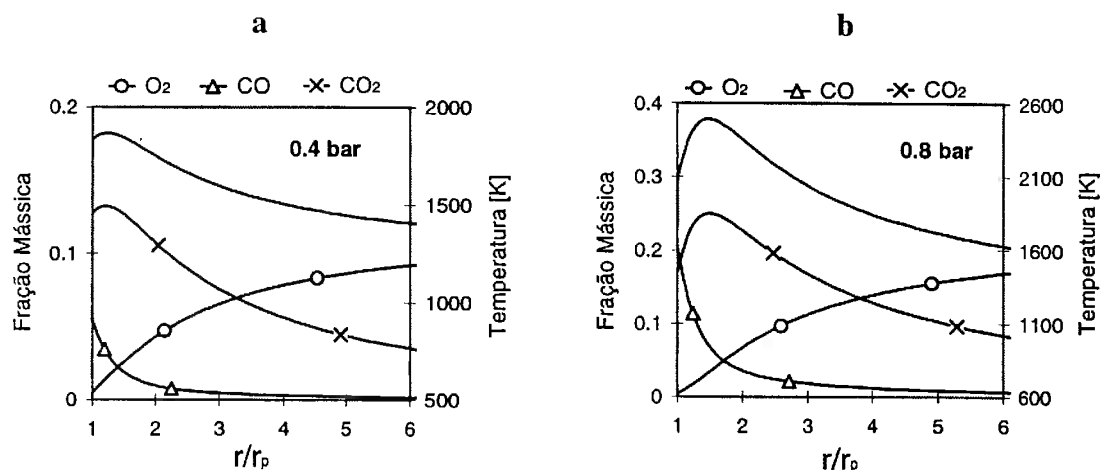 a
O2 CO CO2
0.2
0.1
0
Fração Mássica
0.4 bar
2000
1500
1000
500
Temperatura [K]
1 2 3 4 5 6
r/rp
b
O2 CO CO2
0.4
0.3
0.2
0.1
0
Fração Mássica
0.8 bar
2600
2100
1600
1100
600
Temperatura [K]
1 2 3 4 5 6
r/rp